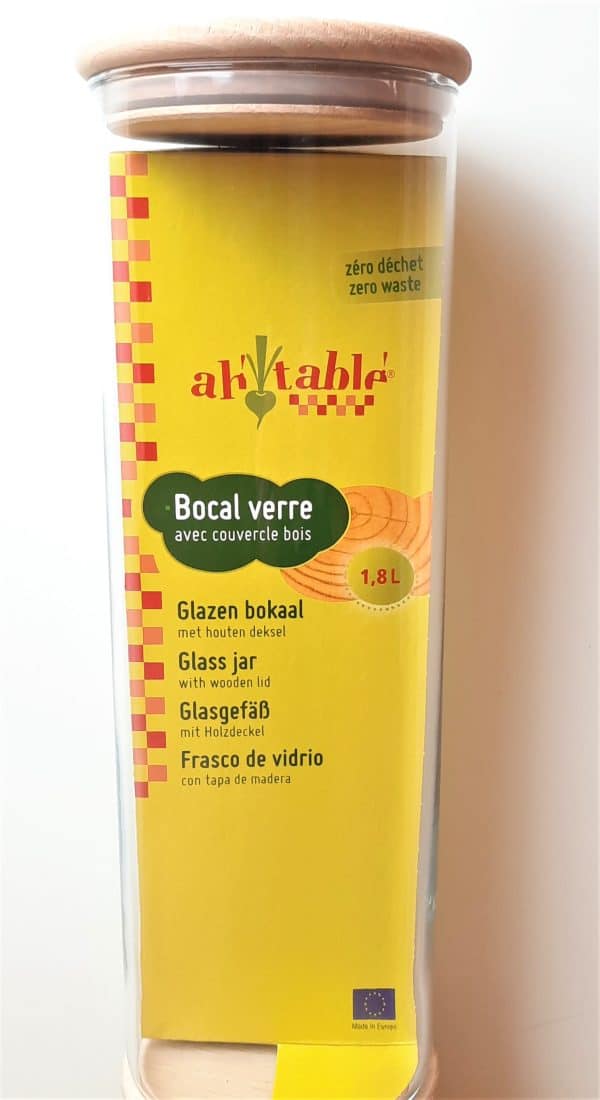 zéro déchet
zero waste
ah table®
Bocal verre
avec couvercle bois
1,8 L
Glazen bokaal
met houten deksel
Glass jar
with wooden lid
Glasgefäß
mit Holzdeckel
Frasco de vidrio
con tapa de madera
Made in Europe